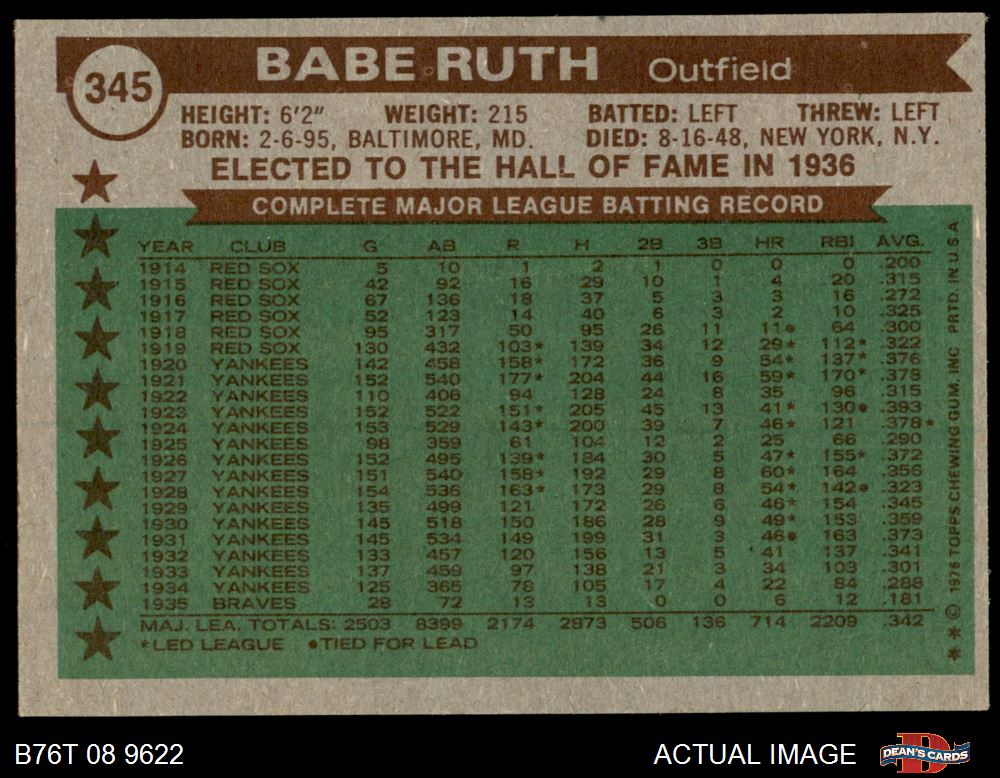 345
BABE RUTH Outfield
HEIGHT: 6'2" WEIGHT: 215 BATTED: LEFT THREW: LEFT
BORN: 2-6-95, BALTIMORE, MD. DIED: 8-16-48, NEW YORK, N.Y.
ELECTED TO THE HALL OF FAME IN 1936
COMPLETE MAJOR LEAGUE BATTING RECORD
YEAR CLUB G AB R H 2B 3B HR RBI AVG.
1914 RED SOX 5 10 1 2 1 0 0 0 .200
1915 RED SOX 42 92 16 29 10 1 4 20 .315
1916 RED SOX 67 136 18 37 5 3 3 16 .272
1917 RED SOX 52 123 14 40 6 3 2 10 .325
1918 RED SOX 95 317 50 95 26 11 11• 64 .300
1919 RED SOX 130 432 103* 139 34 12 29* 112* .322
1920 YANKEES 142 458 158* 172 36 9 54* 137* .376
1921 YANKEES 152 540 177* 204 44 16 59* 170* .378
1922 YANKEES 110 406 94 128 24 8 35 96 .315
1923 YANKEES 152 522 151* 205 45 13 41* 130• .393
1924 YANKEES 153 529 143* 200 39 7 46* 121 .378*
1925 YANKEES 98 359 61 104 12 2 25 66 .290
1926 YANKEES 152 495 139* 184 30 5 47* 155* .372
1927 YANKEES 151 540 158* 192 29 8 60* 164 .356
1928 YANKEES 154 536 163* 173 29 8 54* 142• .323
1929 YANKEES 135 499 121 172 26 6 46* 154 .345
1930 YANKEES 145 518 150 186 28 9 49* 153 .359
1931 YANKEES 145 534 149 199 31 3 46• 163 .373
1932 YANKEES 133 457 120 156 13 5 41 137 .341
1933 YANKEES 137 459 97 138 21 3 34 103 .301
1934 YANKEES 125 365 78 105 17 4 22 84 .288
1935 BRAVES 28 72 13 13 0 0 6 12 .181
MAJ. LEA. TOTALS: 2503 8399 2174 2873 506 136 714 2209 .342
*LED LEAGUE •TIED FOR LEAD
** © 1976 TOPPS CHEWING GUM, INC PRTD IN U.S.A
B76T 08 9622
ACTUAL IMAGE
DEAN'S CARDS